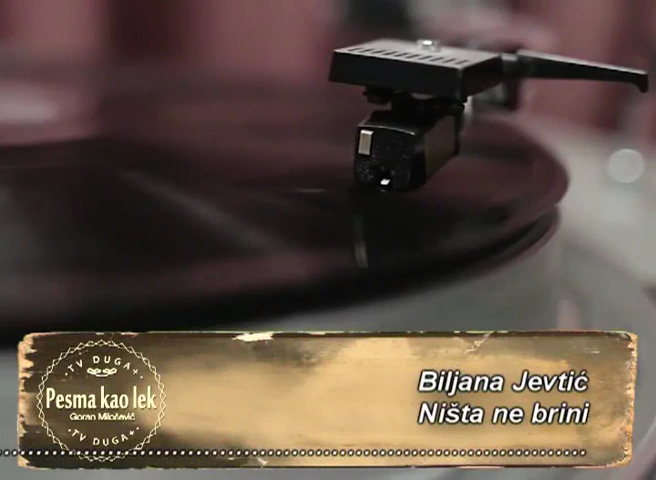 TV DUGA+
Pesma kao lek
Goran Milošević
TV DUGA+
Biljana Jevtić
Ništa ne brini